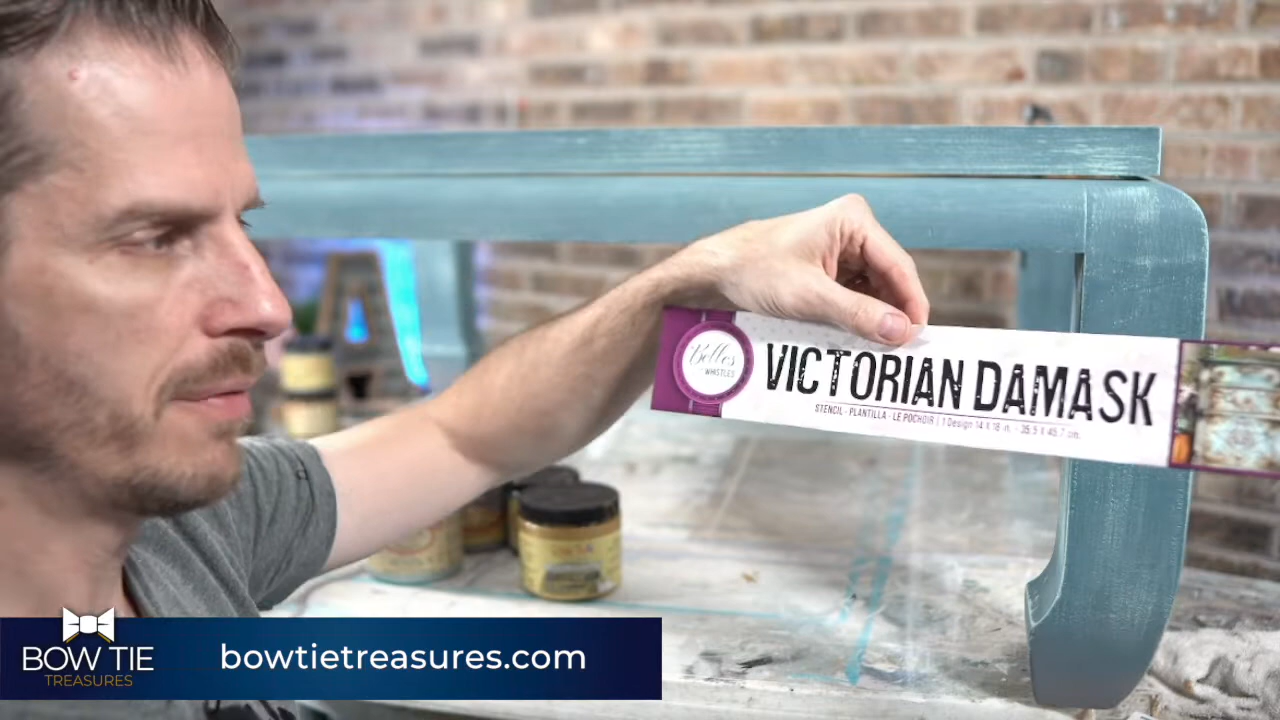 Belles
WHISTLES
VICTORIAN DAMASK
STENCIL - PLANTILLA - LE POCHOIR | 1 Design 14 X 18 in. - 35.5 X 45.7 cm.
BOW TIE
TREASURES
bowtietreasures.com